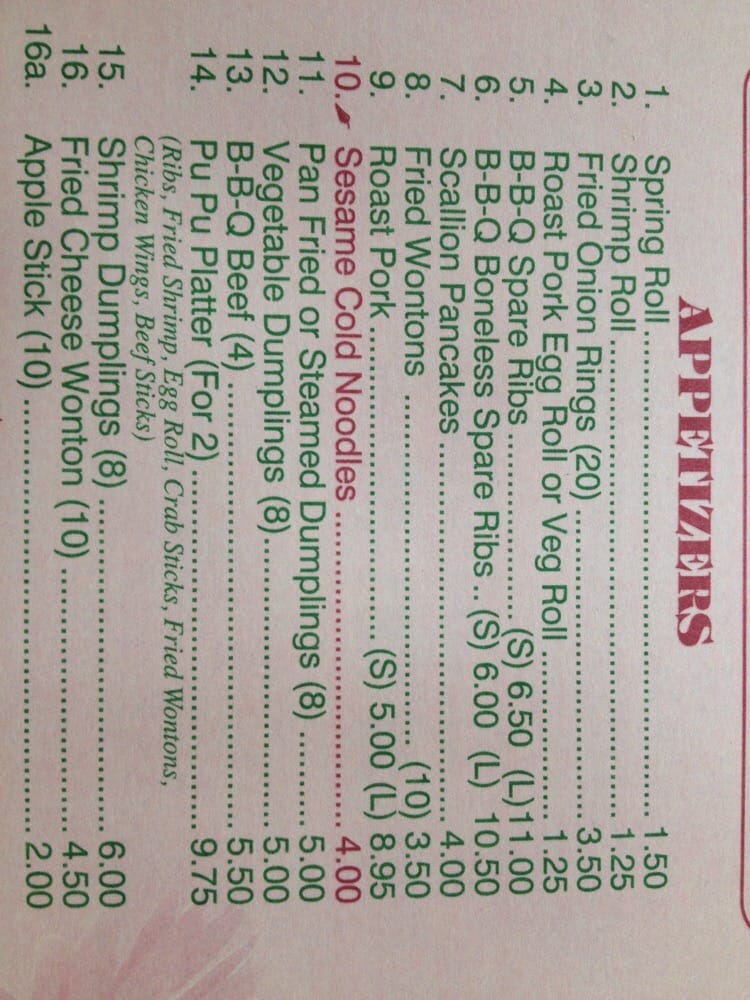 APPETIZERS
1. Spring Roll 1.50
2. Shrimp Roll 1.25
3. Fried Onion Rings (20) 3.50
4. Roast Pork Egg Roll or Veg Roll 1.25
5. B-B-Q Spare Ribs (S) 6.50 (L) 11.00
6. B-B-Q Boneless Spare Ribs (S) 6.00 (L) 10.50
7. Scallion Pancakes 4.00
8. Fried Wontons (10) 3.50
9. Roast Pork (S) 5.00 (L) 8.95
10. Sesame Cold Noodles 4.00
11. Pan Fried or Steamed Dumplings (8) 5.00
12. Vegetable Dumplings (8) 5.00
13. B-B-Q Beef (4) 5.50
14. Pu Pu Platter (For 2) 9.75
(Ribs, Fried Shrimp, Egg Roll, Crab Sticks, Fried Wontons,
Chicken Wings, Beef Sticks)
15. Shrimp Dumplings (8) 6.00
16. Fried Cheese Wonton (10) 4.50
16a. Apple Stick (10) 2.00